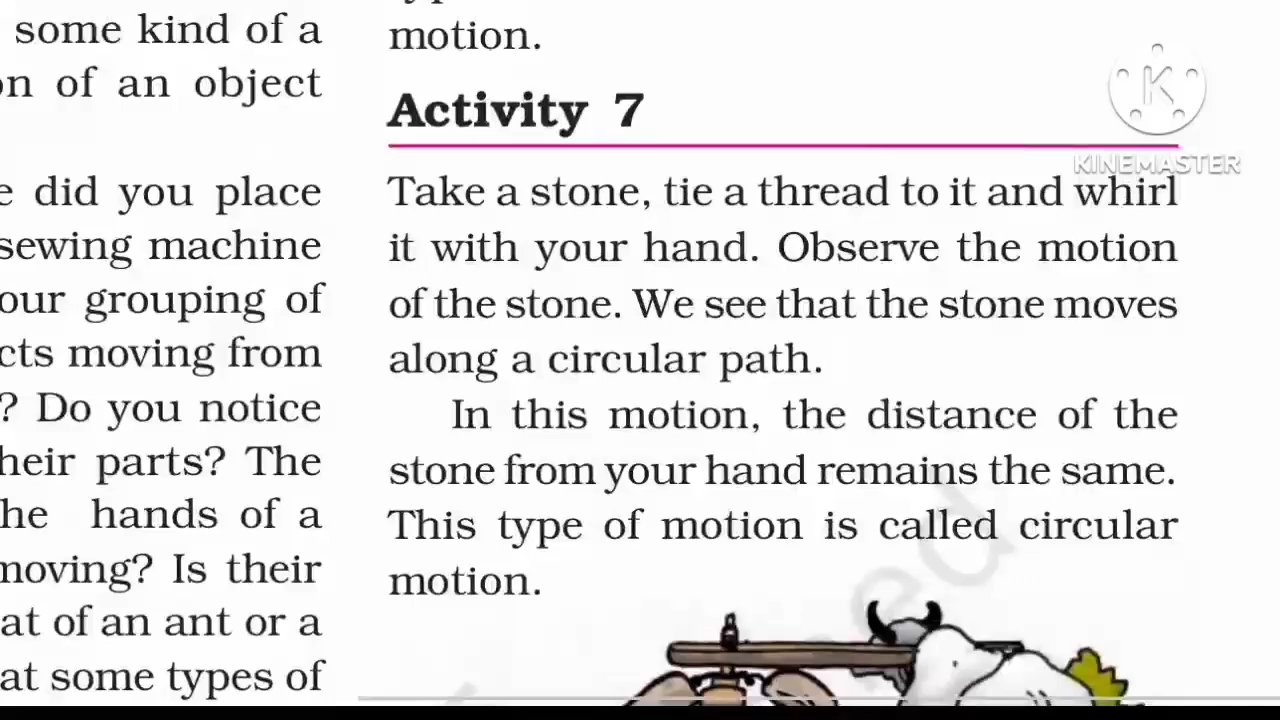 some kind of a
on of an object
e did you place
sewing machine
our grouping of
cts moving from
? Do you notice
heir parts? The
he hands of a
moving? Is their
at of an ant or a
at some types of
motion.
Activity 7
Take a stone, tie a thread to it and whirl
it with your hand. Observe the motion
of the stone. We see that the stone moves
along a circular path.
In this motion, the distance of the
stone from your hand remains the same.
This type of motion is called circular
motion.
K
KINEMASTER